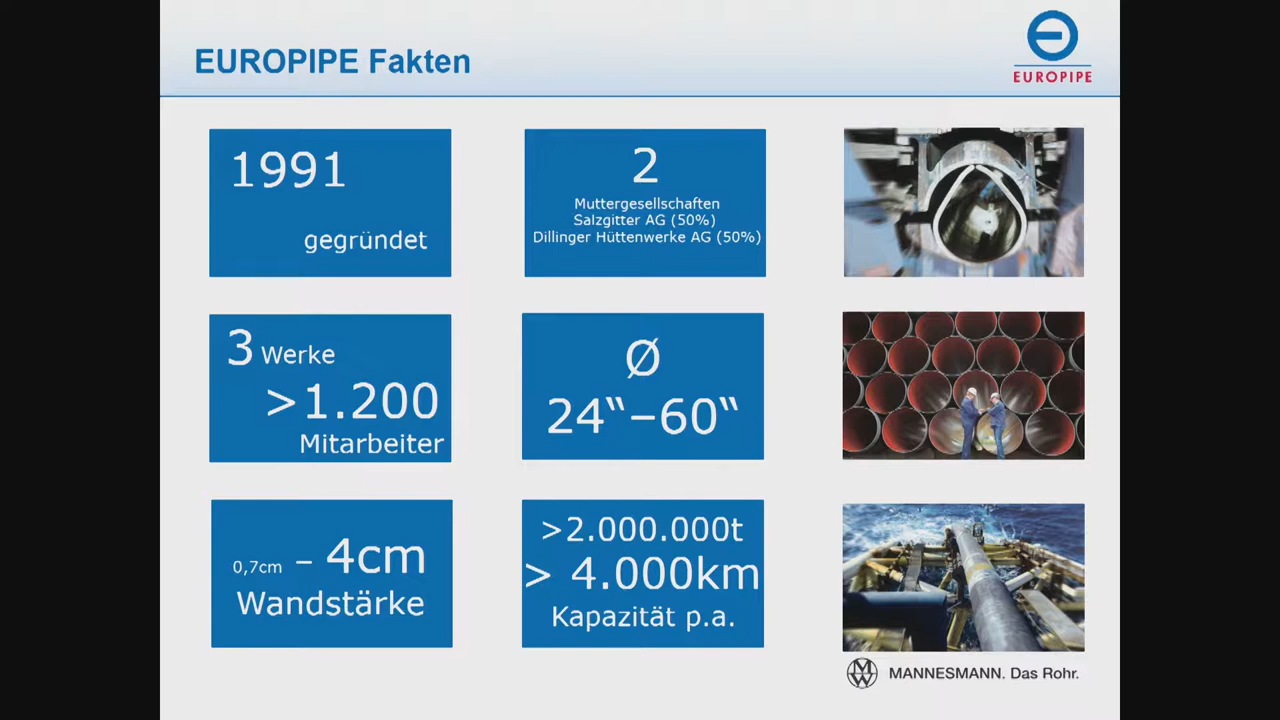 EUROPIPE Fakten
EUROPIPE
1991
gegründet
2
Muttergesellschaften
Salzgitter AG (50%)
Dillinger Hüttenwerke AG (50%)
3 Werke
>1.200
Mitarbeiter
Ø
24“–60“
0,7cm – 4cm
Wandstärke
>2.000.000t
> 4.000km
Kapazität p.a.
MW MANNESMANN. Das Rohr.